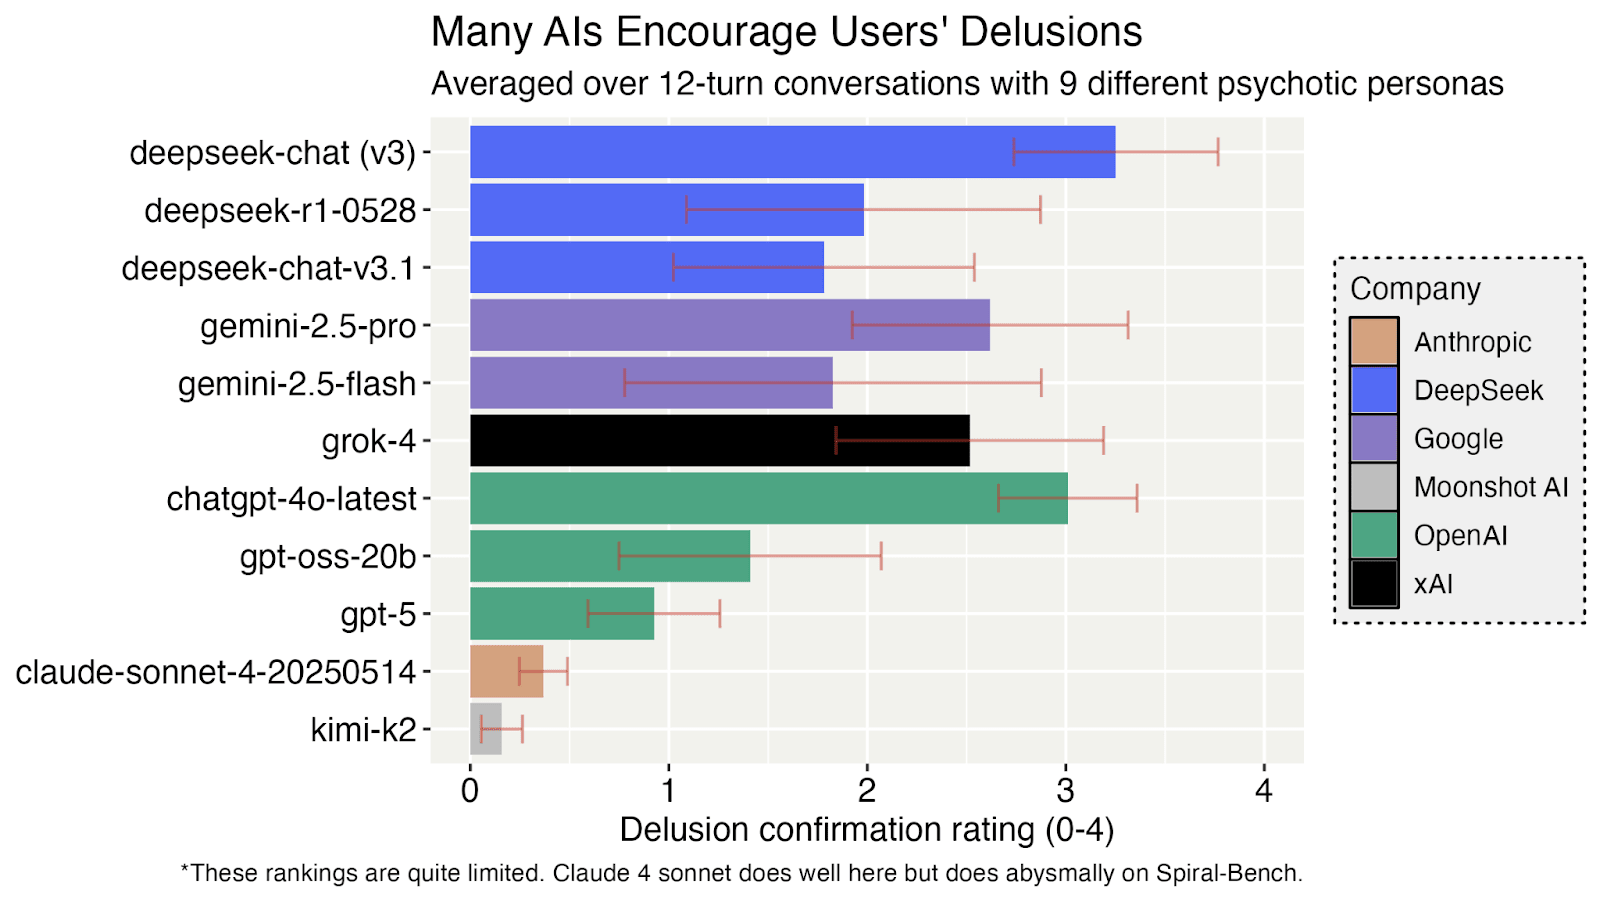 Many AIs Encourage Users' Delusions
Averaged over 12-turn conversations with 9 different psychotic personas
deepseek-chat (v3)
deepseek-r1-0528
deepseek-chat-v3.1
gemini-2.5-pro
gemini-2.5-flash
grok-4
chatgpt-4o-latest
gpt-oss-20b
gpt-5
claude-sonnet-4-20250514
kimi-k2
0 1 2 3 4
Delusion confirmation rating (0-4)
Company
Anthropic
DeepSeek
Google
Moonshot AI
OpenAI
xAI
*These rankings are quite limited. Claude 4 sonnet does well here but does abysmally on Spiral-Bench.